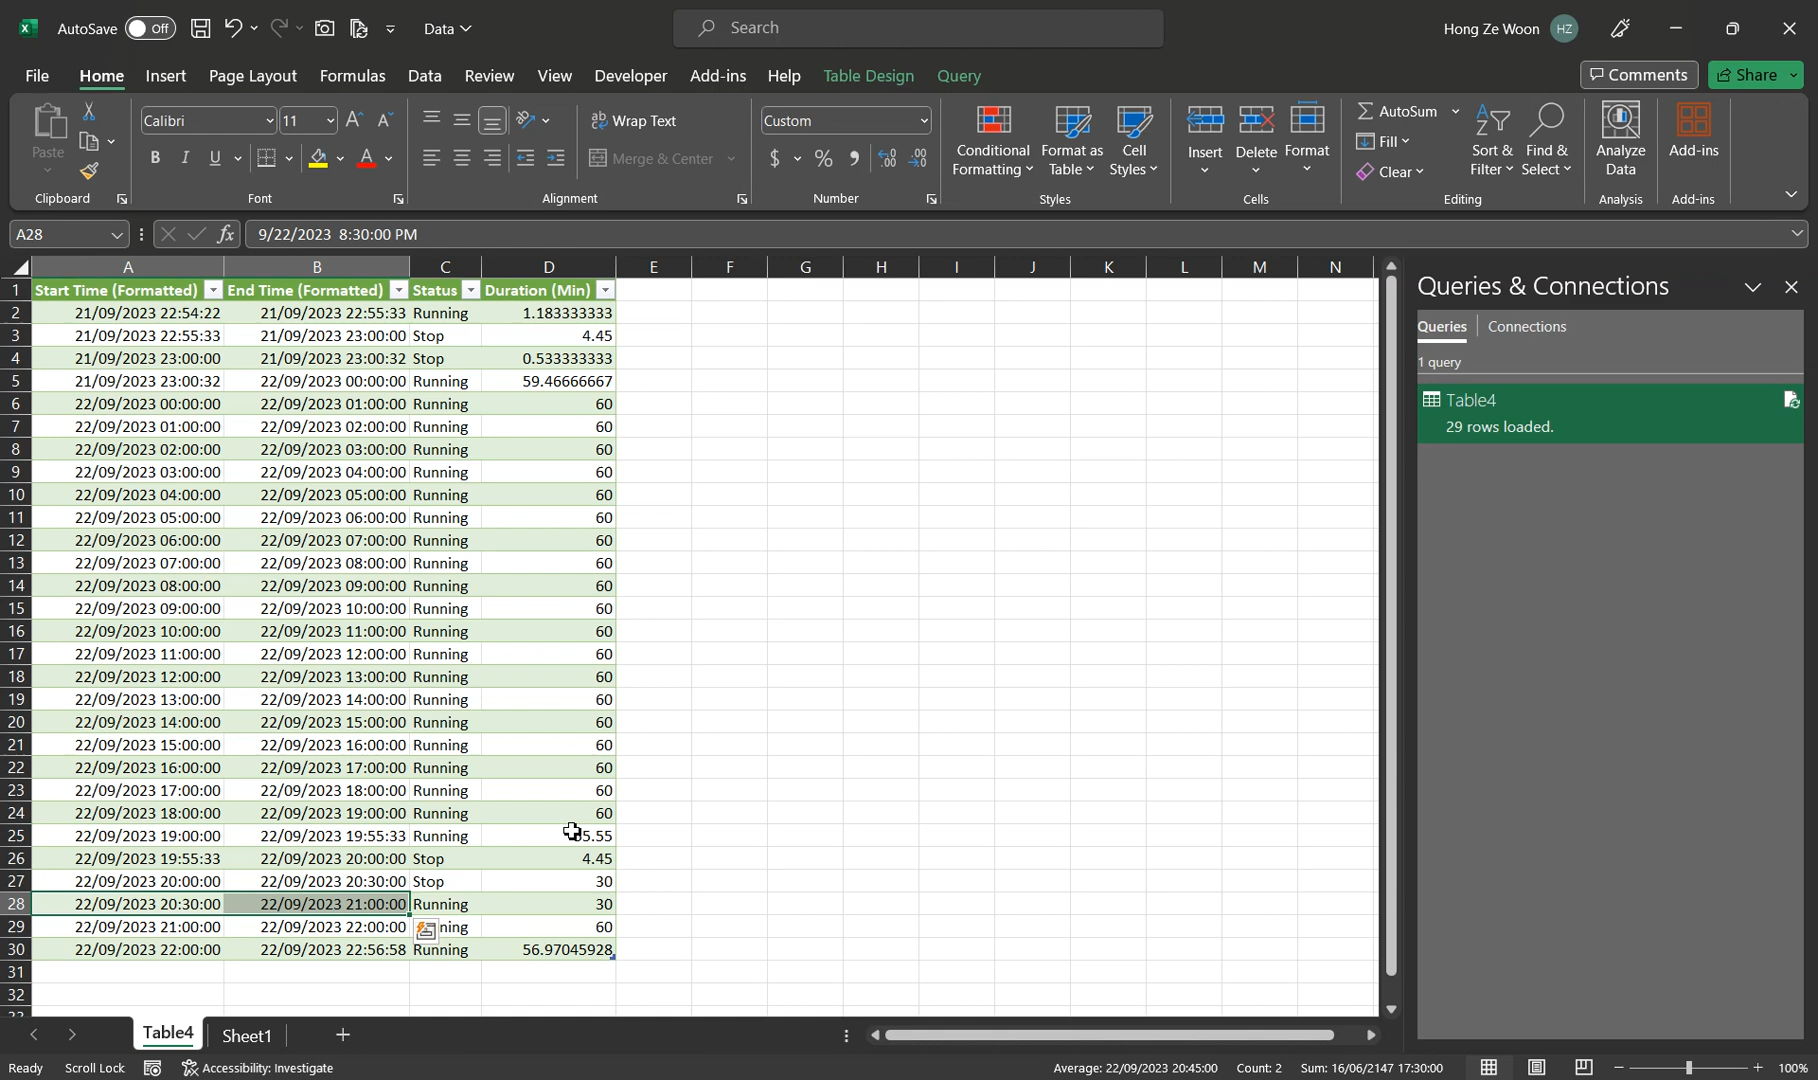 AutoSave Off Data Search Hong Ze Woon HZ
File Home Insert Page Layout Formulas Data Review View Developer Add-ins Help Table Design Query Comments Share
Paste Calibri 11 Wrap Text Custom Conditional Formatting Format as Table Cell Styles Insert Delete Format AutoSum Sort & Filter Find & Select Analyze Data Add-ins
B I U Merge & Center $ % Fill
Clear
Clipboard Font Alignment Number Styles Cells Editing Analysis Add-ins
A28 fx 9/22/2023 8:30:00 PM
A B C D E F G H I J K L M N
1 Start Time (Formatted) End Time (Formatted) Status Duration (Min)
2 21/09/2023 22:54:22 21/09/2023 22:55:33 Running 1.183333333
3 21/09/2023 22:55:33 21/09/2023 23:00:00 Stop 4.45
4 21/09/2023 23:00:00 21/09/2023 23:00:32 Stop 0.533333333
5 21/09/2023 23:00:32 22/09/2023 00:00:00 Running 59.46666667
6 22/09/2023 00:00:00 22/09/2023 01:00:00 Running 60
7 22/09/2023 01:00:00 22/09/2023 02:00:00 Running 60
8 22/09/2023 02:00:00 22/09/2023 03:00:00 Running 60
9 22/09/2023 03:00:00 22/09/2023 04:00:00 Running 60
10 22/09/2023 04:00:00 22/09/2023 05:00:00 Running 60
11 22/09/2023 05:00:00 22/09/2023 06:00:00 Running 60
12 22/09/2023 06:00:00 22/09/2023 07:00:00 Running 60
13 22/09/2023 07:00:00 22/09/2023 08:00:00 Running 60
14 22/09/2023 08:00:00 22/09/2023 09:00:00 Running 60
15 22/09/2023 09:00:00 22/09/2023 10:00:00 Running 60
16 22/09/2023 10:00:00 22/09/2023 11:00:00 Running 60
17 22/09/2023 11:00:00 22/09/2023 12:00:00 Running 60
18 22/09/2023 12:00:00 22/09/2023 13:00:00 Running 60
19 22/09/2023 13:00:00 22/09/2023 14:00:00 Running 60
20 22/09/2023 14:00:00 22/09/2023 15:00:00 Running 60
21 22/09/2023 15:00:00 22/09/2023 16:00:00 Running 60
22 22/09/2023 16:00:00 22/09/2023 17:00:00 Running 60
23 22/09/2023 17:00:00 22/09/2023 18:00:00 Running 60
24 22/09/2023 18:00:00 22/09/2023 19:00:00 Running 60
25 22/09/2023 19:00:00 22/09/2023 19:55:33 Running 5.55
26 22/09/2023 19:55:33 22/09/2023 20:00:00 Stop 4.45
27 22/09/2023 20:00:00 22/09/2023 20:30:00 Stop 30
28 22/09/2023 20:30:00 22/09/2023 21:00:00 Running 30
29 22/09/2023 21:00:00 22/09/2023 22:00:00 ning 60
30 22/09/2023 22:00:00 22/09/2023 22:56:58 Running 56.97045928
31
32
Queries & Connections
Queries Connections
1 query
Table4
29 rows loaded.
Table4 Sheet1
Ready Scroll Lock Accessibility: Investigate Average: 22/09/2023 20:45:00 Count: 2 Sum: 16/06/2147 17:30:00 100%